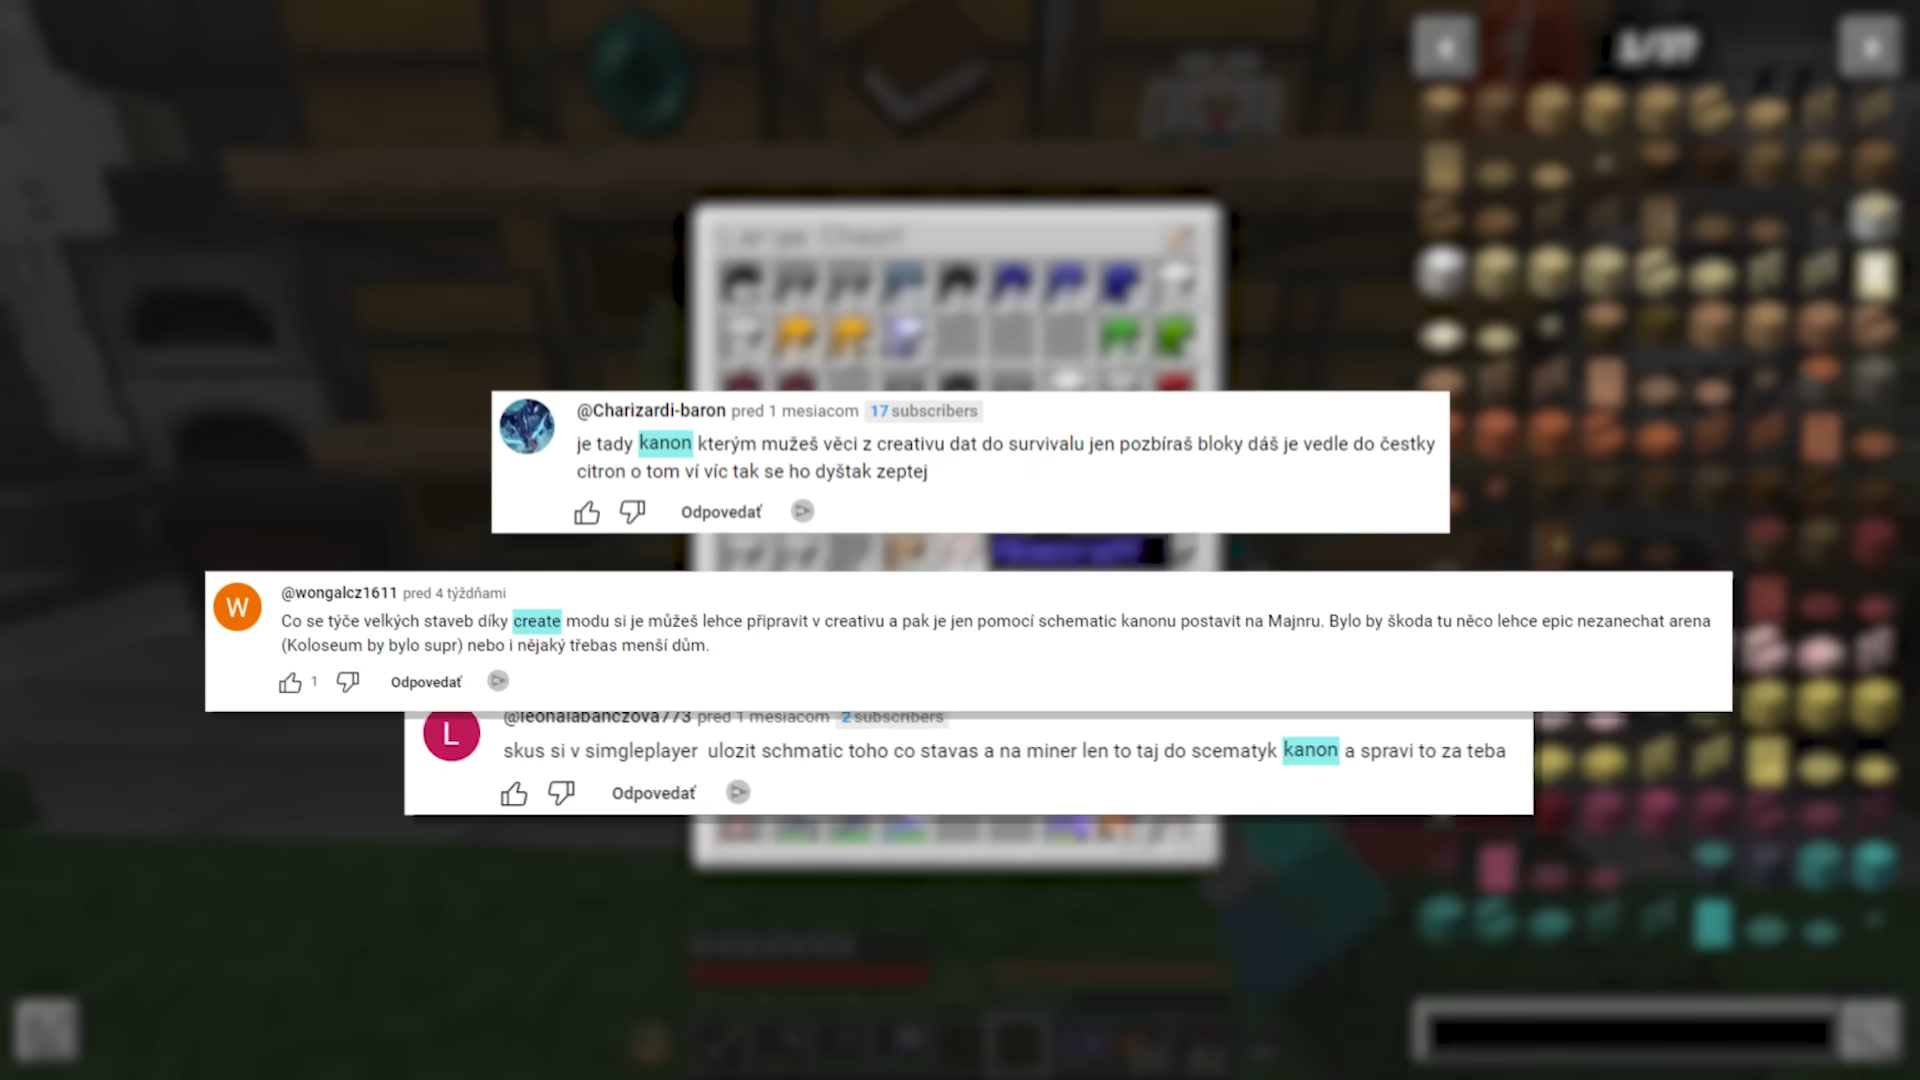 Large Chest
@Charizardi-baron pred 1 mesiacom 17 subscribers
je tady kanon kterým mužeš věci z creativu dat do survivalu jen pozbíraš bloky dáš je vedle do čestky
citron o tom ví víc tak se ho dyštak zeptej
Odpovedať
Minecraft
W
@wongalcz1611 pred 4 týždňami
Co se týče velkých staveb díky create modu si je můžeš lehce připravit v creativu a pak je jen pomocí schematic kanonu postavit na Majnru. Bylo by škoda tu něco lehce epic nezanechat arena
(Koloseum by bylo supr) nebo i nějaký třebas menší dům.
1 Odpovedať
L
@leonalabanczova773 pred 1 mesiacom 2 subscribers
skus si v simgleplayer ulozit schmatic toho co stavas a na miner len to taj do scematyk kanon a spravi to za teba
Odpovedať